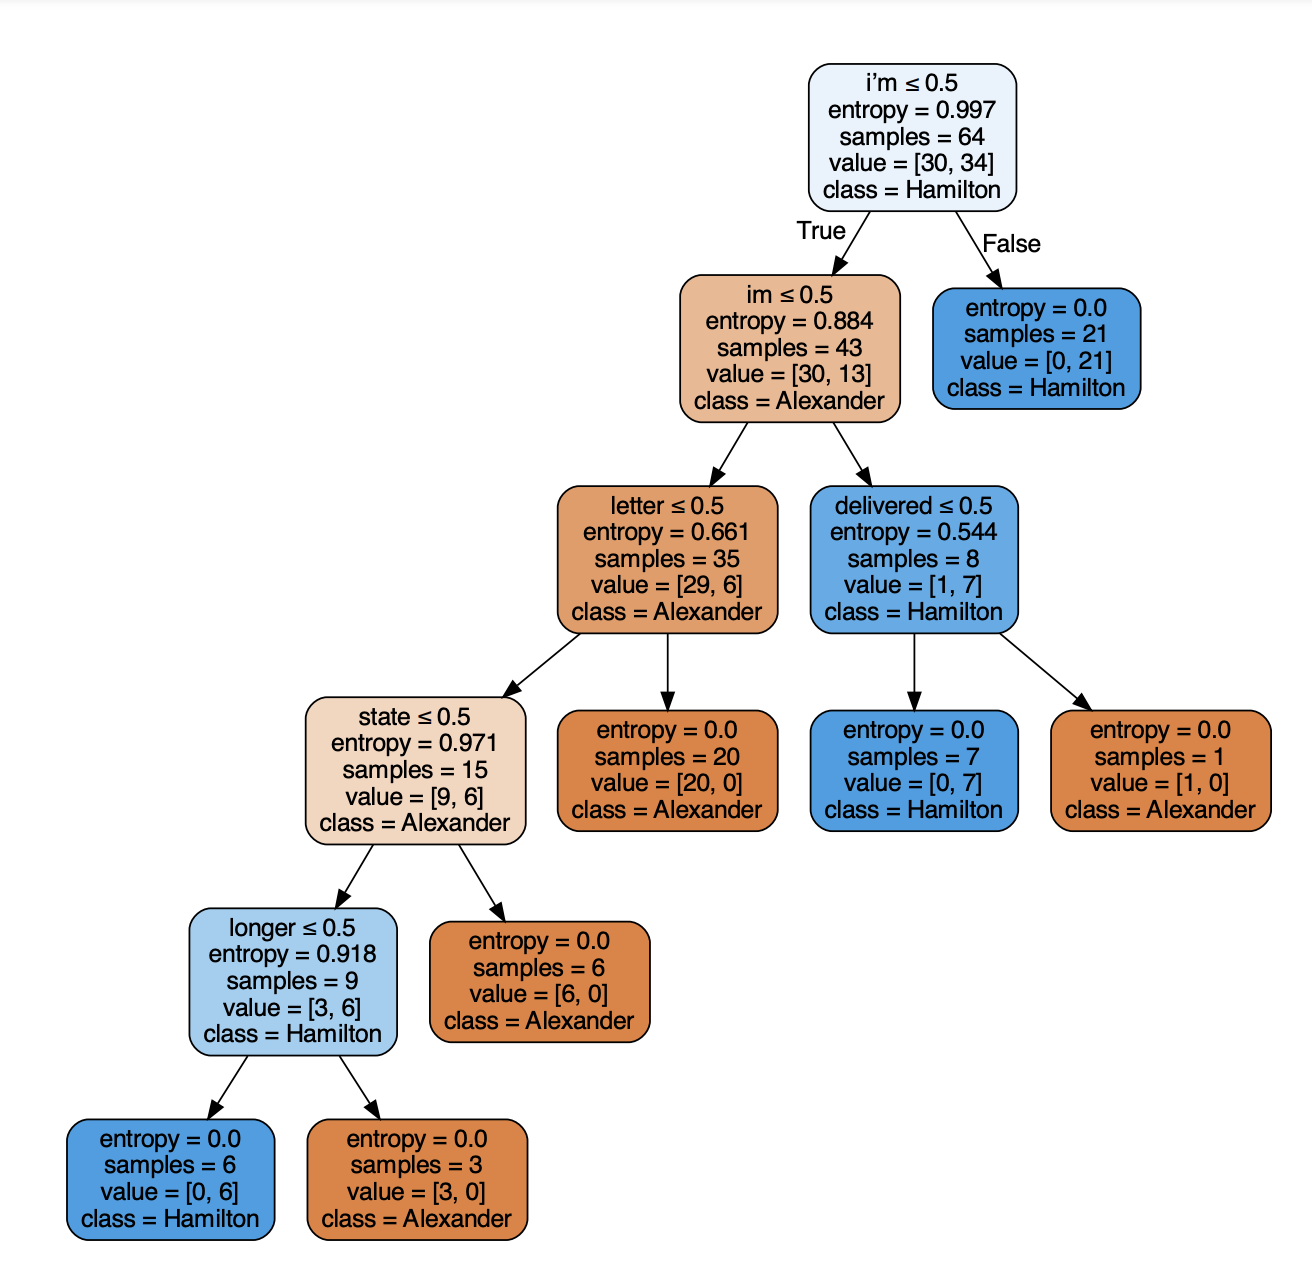 i’m ≤ 0.5
entropy = 0.997
samples = 64
value = [30, 34]
class = Hamilton
True
False
im ≤ 0.5
entropy = 0.884
samples = 43
value = [30, 13]
class = Alexander
entropy = 0.0
samples = 21
value = [0, 21]
class = Hamilton
letter ≤ 0.5
entropy = 0.661
samples = 35
value = [29, 6]
class = Alexander
delivered ≤ 0.5
entropy = 0.544
samples = 8
value = [1, 7]
class = Hamilton
state ≤ 0.5
entropy = 0.971
samples = 15
value = [9, 6]
class = Alexander
entropy = 0.0
samples = 20
value = [20, 0]
class = Alexander
entropy = 0.0
samples = 7
value = [0, 7]
class = Hamilton
entropy = 0.0
samples = 1
value = [1, 0]
class = Alexander
longer ≤ 0.5
entropy = 0.918
samples = 9
value = [3, 6]
class = Hamilton
entropy = 0.0
samples = 6
value = [6, 0]
class = Alexander
entropy = 0.0
samples = 6
value = [0, 6]
class = Hamilton
entropy = 0.0
samples = 3
value = [3, 0]
class = Alexander